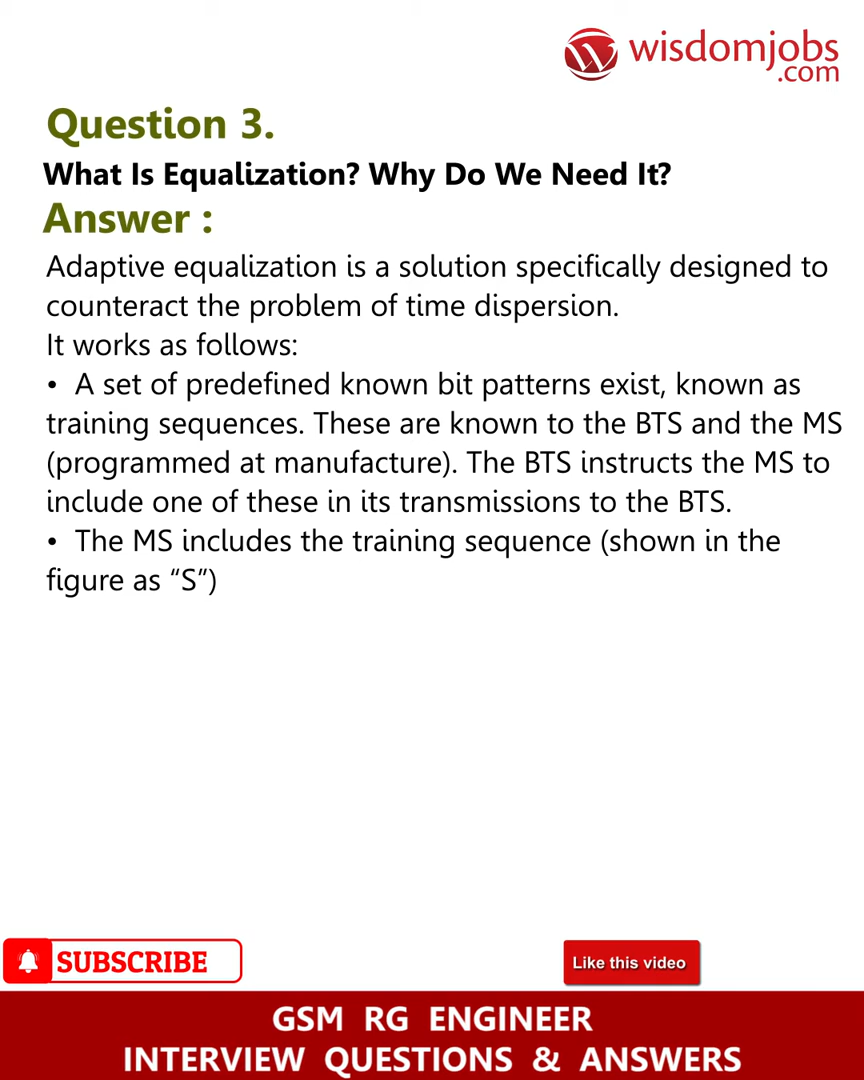 wisdomjobs
.com
Question 3.
What Is Equalization? Why Do We Need It?
Answer :
Adaptive equalization is a solution specifically designed to
counteract the problem of time dispersion.
It works as follows:
• A set of predefined known bit patterns exist, known as
training sequences. These are known to the BTS and the MS
(programmed at manufacture). The BTS instructs the MS to
include one of these in its transmissions to the BTS.
• The MS includes the training sequence (shown in the
figure as “S”)
SUBSCRIBE
Like this video
GSM RG ENGINEER
INTERVIEW QUESTIONS & ANSWERS